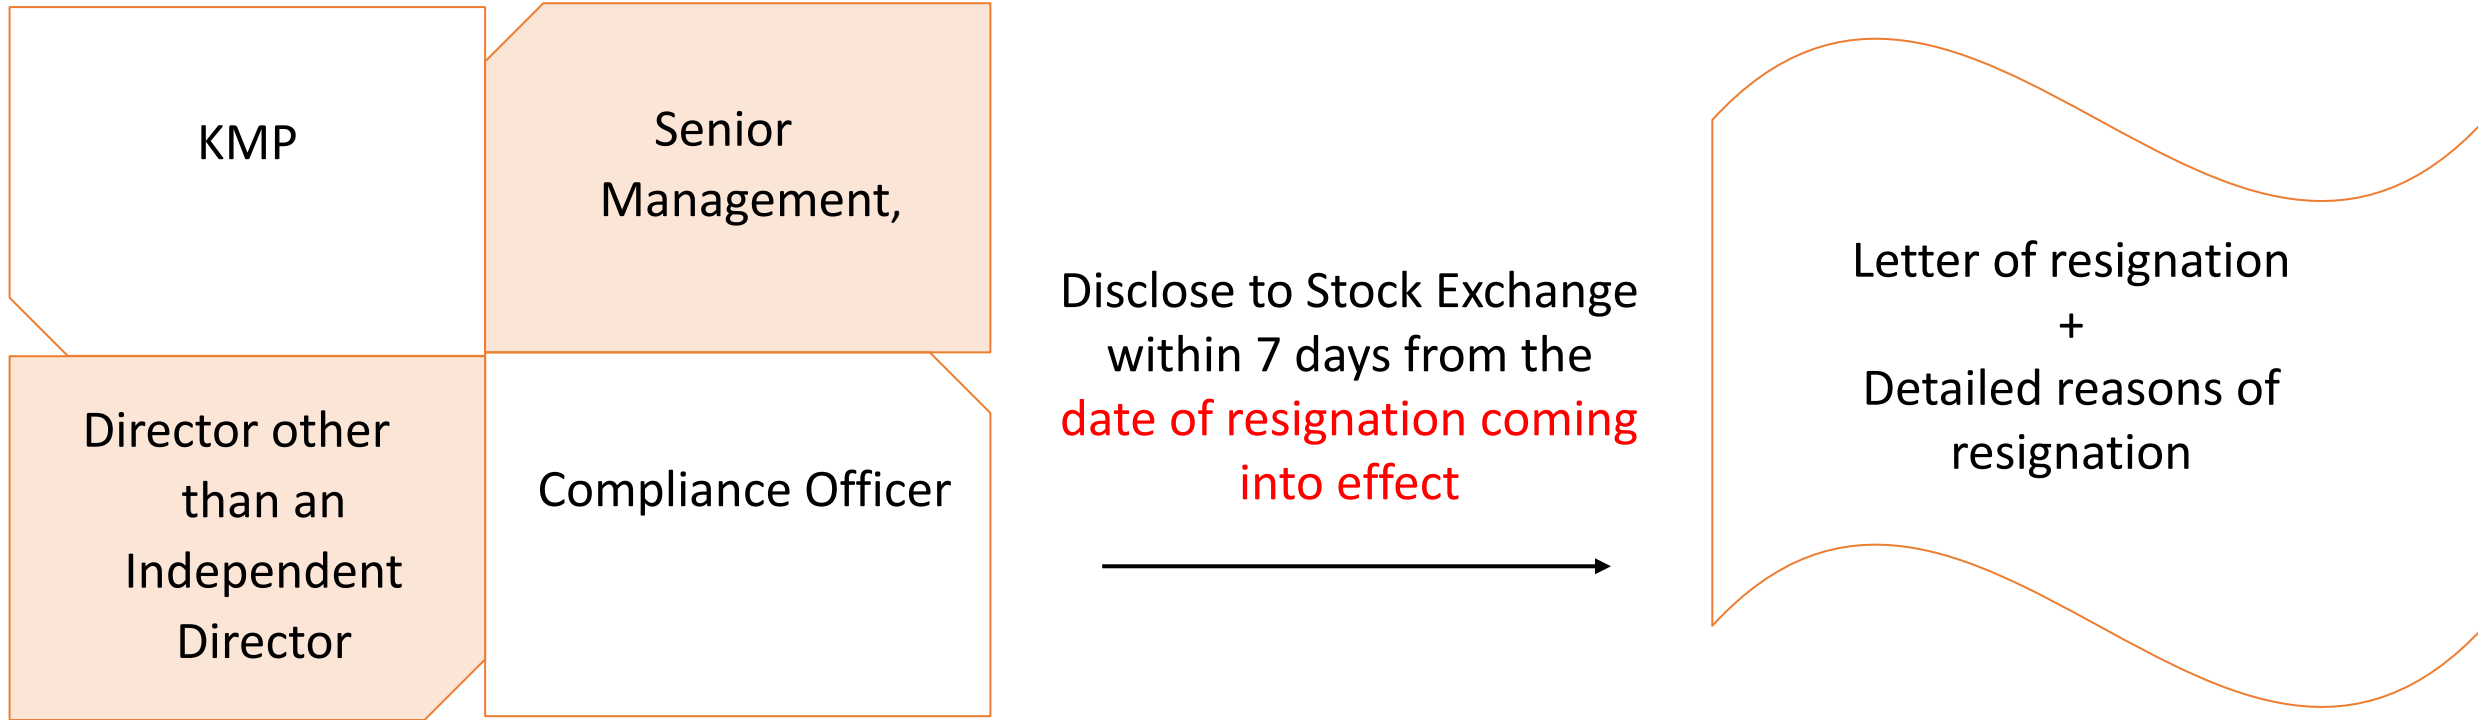 KMP
Senior
Management,
Director other
than an
Independent
Director
Compliance Officer
Disclose to Stock Exchange
within 7 days from the
date of resignation coming
into effect
Letter of resignation
+
Detailed reasons of
resignation